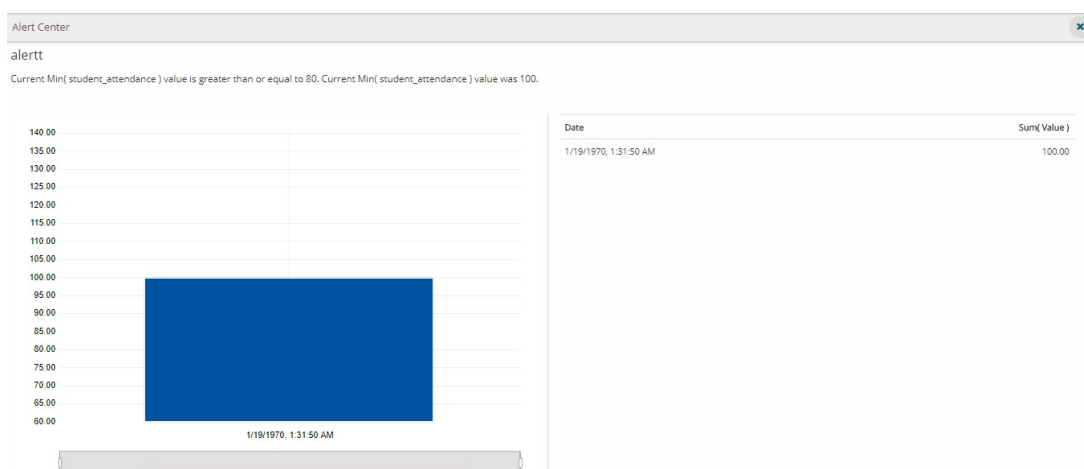 Alert Center
alertt
Current Min( student_attendance ) value is greater than or equal to 80. Current Min( student_attendance ) value was 100.
140.00
135.00
130.00
125.00
120.00
115.00
110.00
105.00
100.00
95.00
90.00
85.00
80.00
75.00
70.00
65.00
60.00
1/19/1970, 1:31:50 AM
Date Sum( Value )
1/19/1970, 1:31:50 AM 100.00